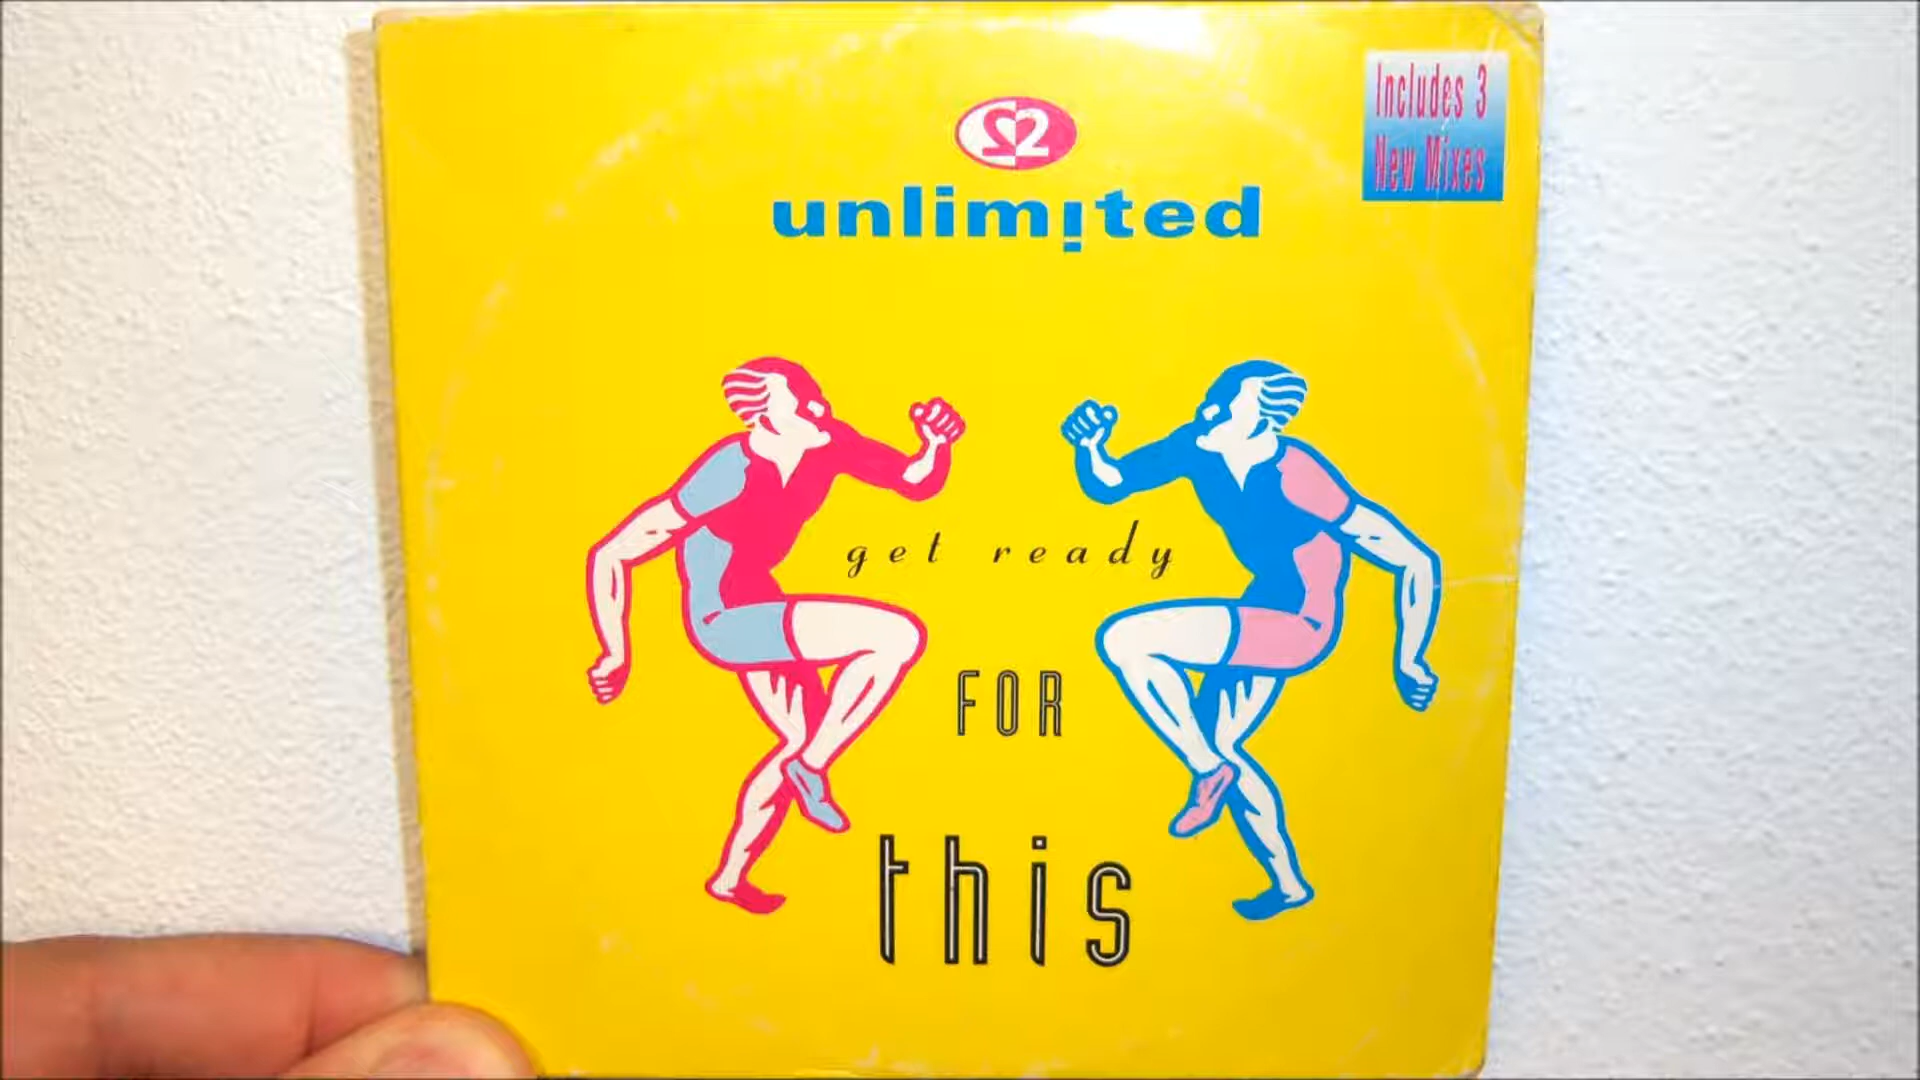 2
unlimited
Includes 3
New Mixes
get ready
FOR
this